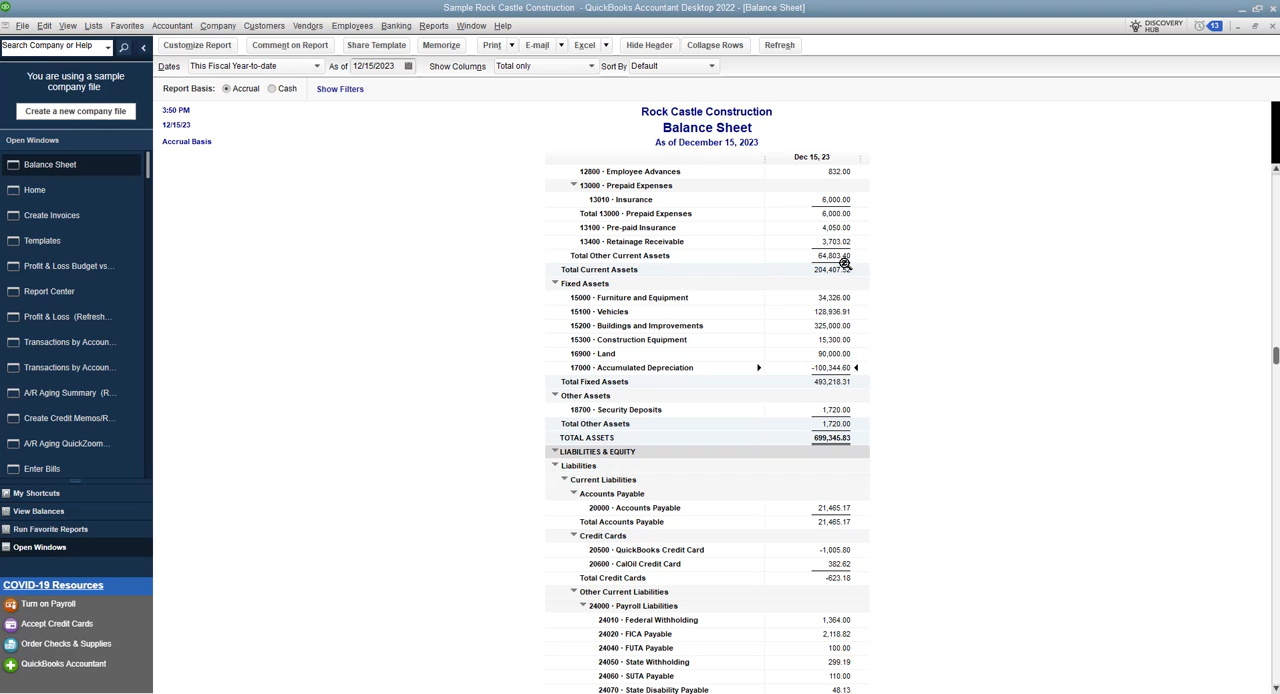 Sample Rock Castle Construction - QuickBooks Accountant Desktop 2022 - [Balance Sheet]
File Edit View Lists Favorites Accountant Company Customers Vendors Employees Banking Reports Window Help
DISCOVERY HUB 13
Search Company or Help
Customize Report Comment on Report Share Template Memorize Print E-mail Excel Hide Header Collapse Rows Refresh
Dates This Fiscal Year-to-date As of 12/15/2023 Show Columns Total only Sort By Default
Report Basis: Accrual Cash Show Filters
You are using a sample
company file
Create a new company file
Open Windows
Balance Sheet
Home
Create Invoices
Templates
Profit & Loss Budget vs...
Report Center
Profit & Loss (Refresh...
Transactions by Accoun...
Transactions by Accoun...
A/R Aging Summary (R...
Create Credit Memos/R...
A/R Aging QuickZoom...
Enter Bills
My Shortcuts
View Balances
Run Favorite Reports
Open Windows
COVID-19 Resources
Turn on Payroll
Accept Credit Cards
Order Checks & Supplies
QuickBooks Accountant
3:50 PM
12/15/23
Accrual Basis
Rock Castle Construction
Balance Sheet
As of December 15, 2023
Dec 15, 23
12800 · Employee Advances 832.00
13000 · Prepaid Expenses
13010 · Insurance 6,000.00
Total 13000 · Prepaid Expenses 6,000.00
13100 · Pre-paid Insurance 4,050.00
13400 · Retainage Receivable 3,703.02
Total Other Current Assets 64,803.40
Total Current Assets 204,407.52
Fixed Assets
15000 · Furniture and Equipment 34,326.00
15100 · Vehicles 128,936.91
15200 · Buildings and Improvements 325,000.00
15300 · Construction Equipment 15,300.00
16900 · Land 90,000.00
17000 · Accumulated Depreciation -100,344.60
Total Fixed Assets 493,218.31
Other Assets
18700 · Security Deposits 1,720.00
Total Other Assets 1,720.00
TOTAL ASSETS 699,345.83
LIABILITIES & EQUITY
Liabilities
Current Liabilities
Accounts Payable
20000 · Accounts Payable 21,465.17
Total Accounts Payable 21,465.17
Credit Cards
20500 · QuickBooks Credit Card -1,005.80
20600 · CalOil Credit Card 382.62
Total Credit Cards -623.18
Other Current Liabilities
24000 · Payroll Liabilities
24010 · Federal Withholding 1,364.00
24020 · FICA Payable 2,118.82
24040 · FUTA Payable 100.00
24050 · State Withholding 299.19
24060 · SUTA Payable 110.00
24070 · State Disability Payable 48.13